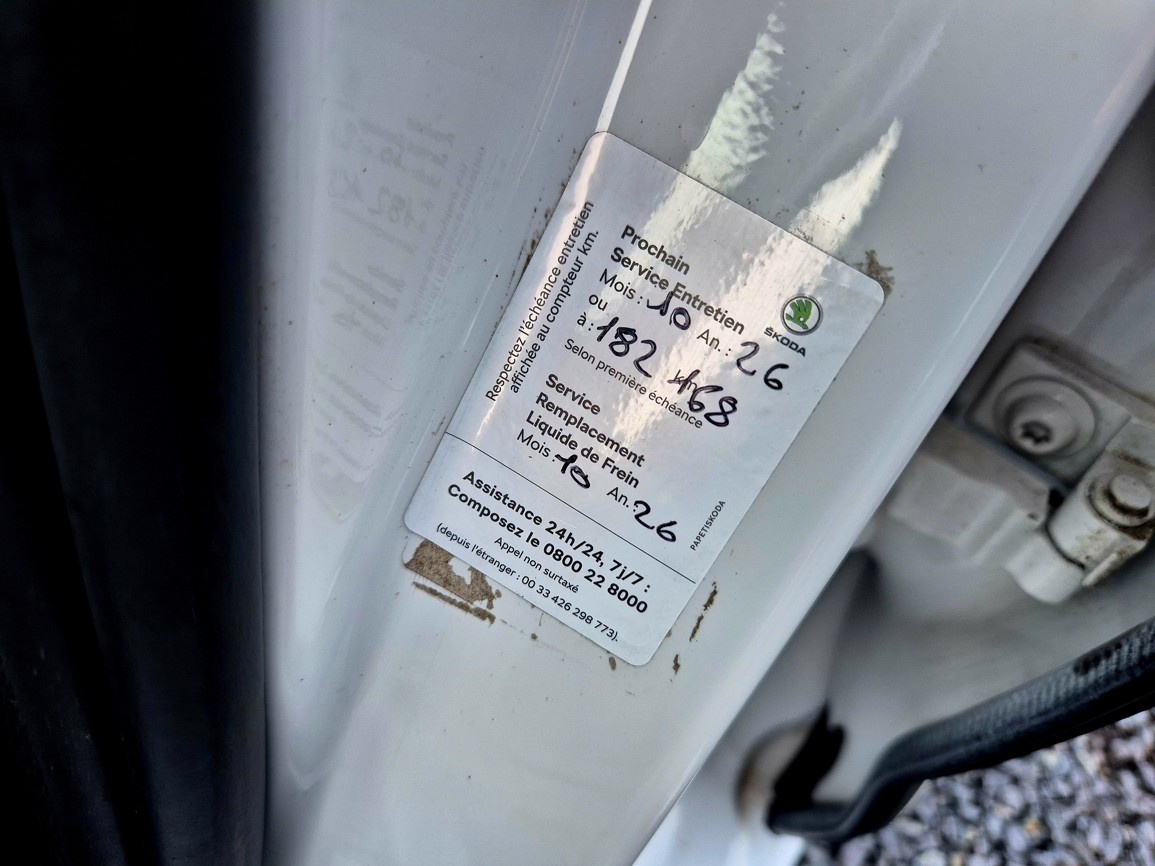 Respectez l'échéance entretien
affichée au compteur km.
Prochain
Service Entretien
Mois : 10 An. : 26
ou
à : 182 468 km
Selon première échéance
ŠKODA
Service
Remplacement
Liquide de Frein
Mois 10 An. 26
PAPETISKODA
Assistance 24h/24, 7j/7 :
Composez le 0800 22 8000
Appel non surtaxé
(depuis l'étranger : 00 33 426 298 773).